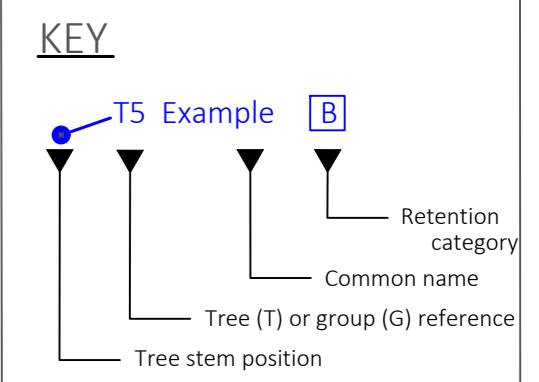 KEY
T5 Example B
Retention
category
Common name
Tree (T) or group (G) reference
Tree stem position